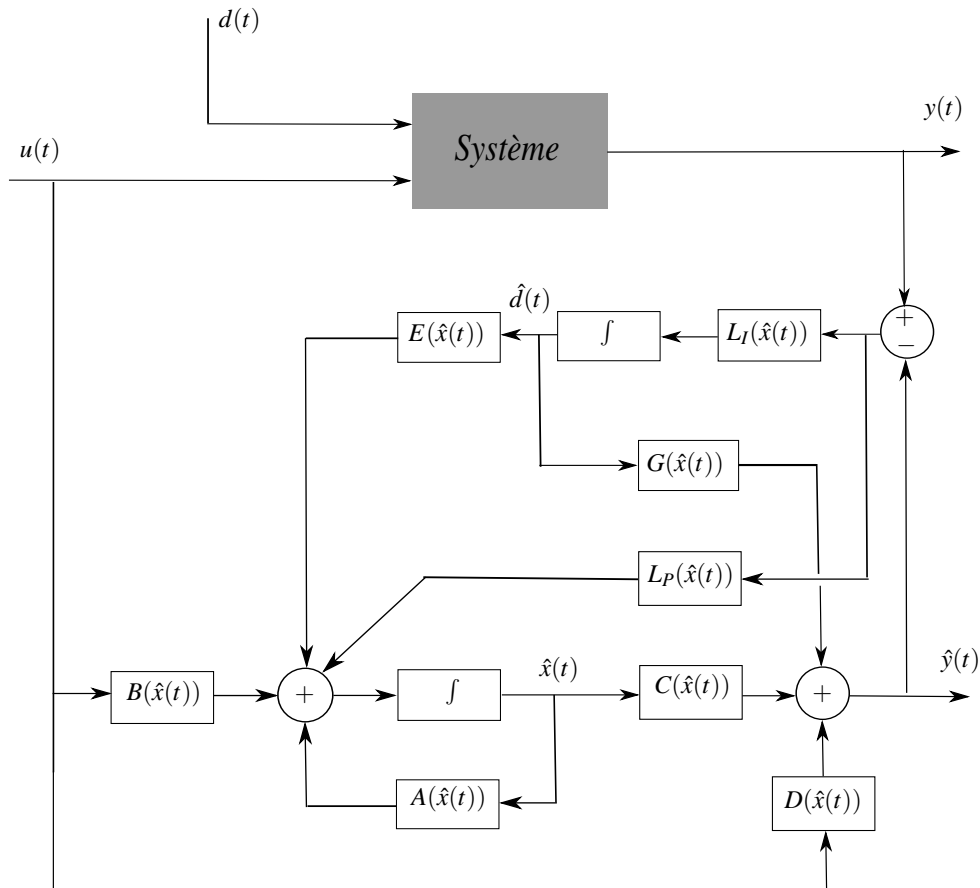 d(t)
y(t)
u(t)
Système
d̂(t)
+
−
E(x̂(t))
∫
L_I(x̂(t))
G(x̂(t))
L_P(x̂(t))
ŷ(t)
x̂(t)
B(x̂(t))
+
∫
C(x̂(t))
+
A(x̂(t))
D(x̂(t))